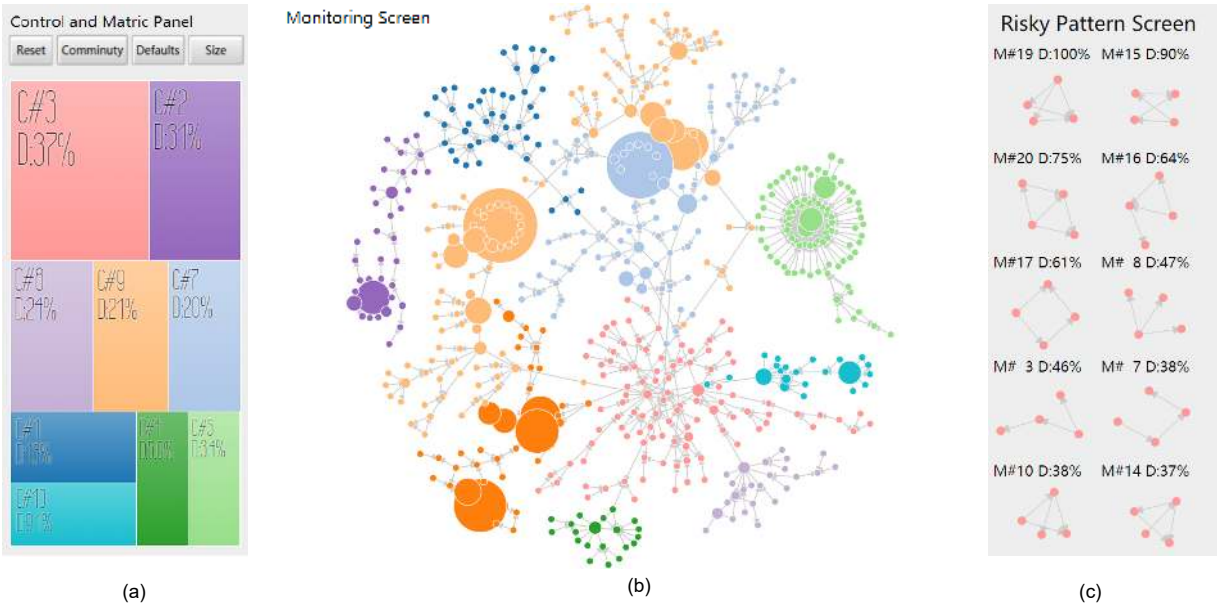 Control and Matric Panel
Reset Comminuty Defaults Size
C#3
D:37%
C#2
D:31%
C#8
D:24%
C#9
D:21%
C#7
D:20%
C#5
(a)
Monitoring Screen
(b)
Risky Pattern Screen
M#19 D:100% M#15 D:90%
M#20 D:75% M#16 D:64%
M#17 D:61% M# 8 D:47%
M# 3 D:46% M# 7 D:38%
M#10 D:38% M#14 D:37%
(c)